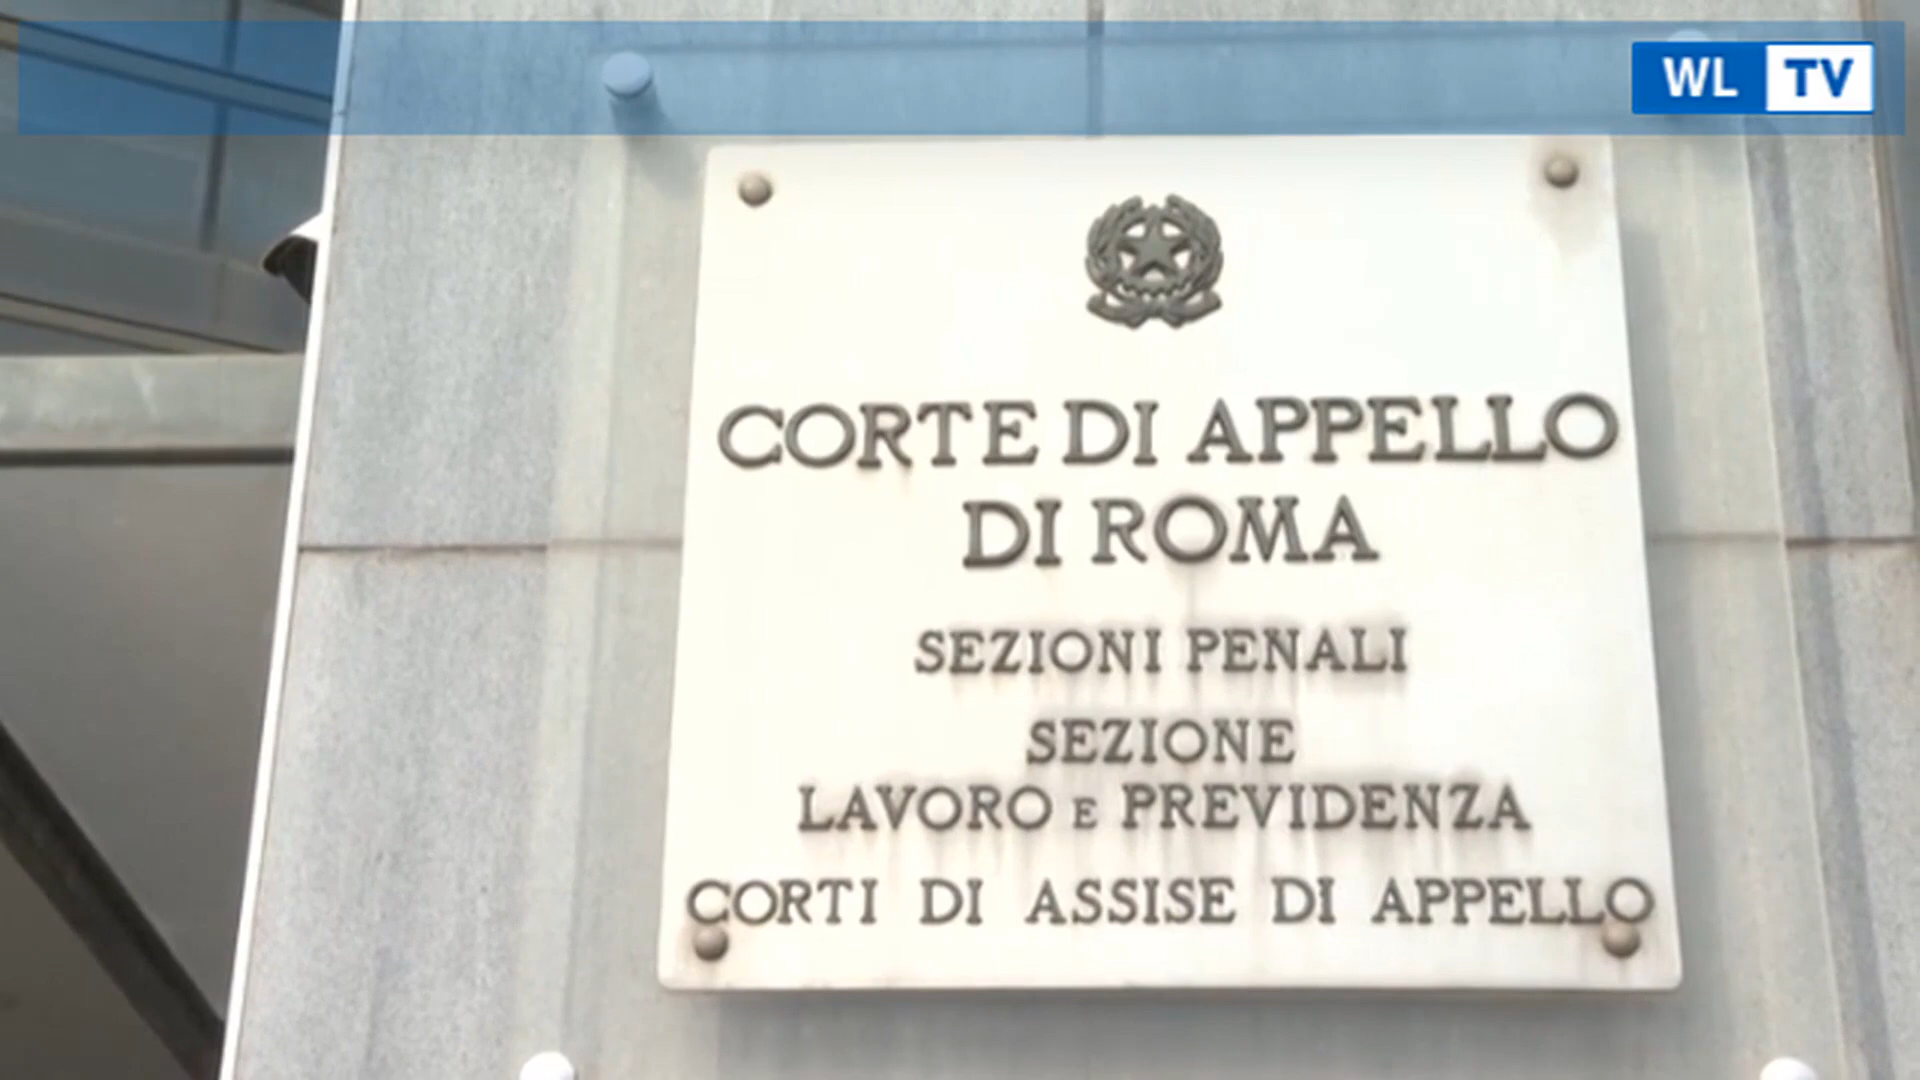 WL TV
CORTE DI APPELLO
DI ROMA
SEZIONI PENALI
SEZIONE
LAVORO E PREVIDENZA
CORTI DI ASSISE DI APPELLO